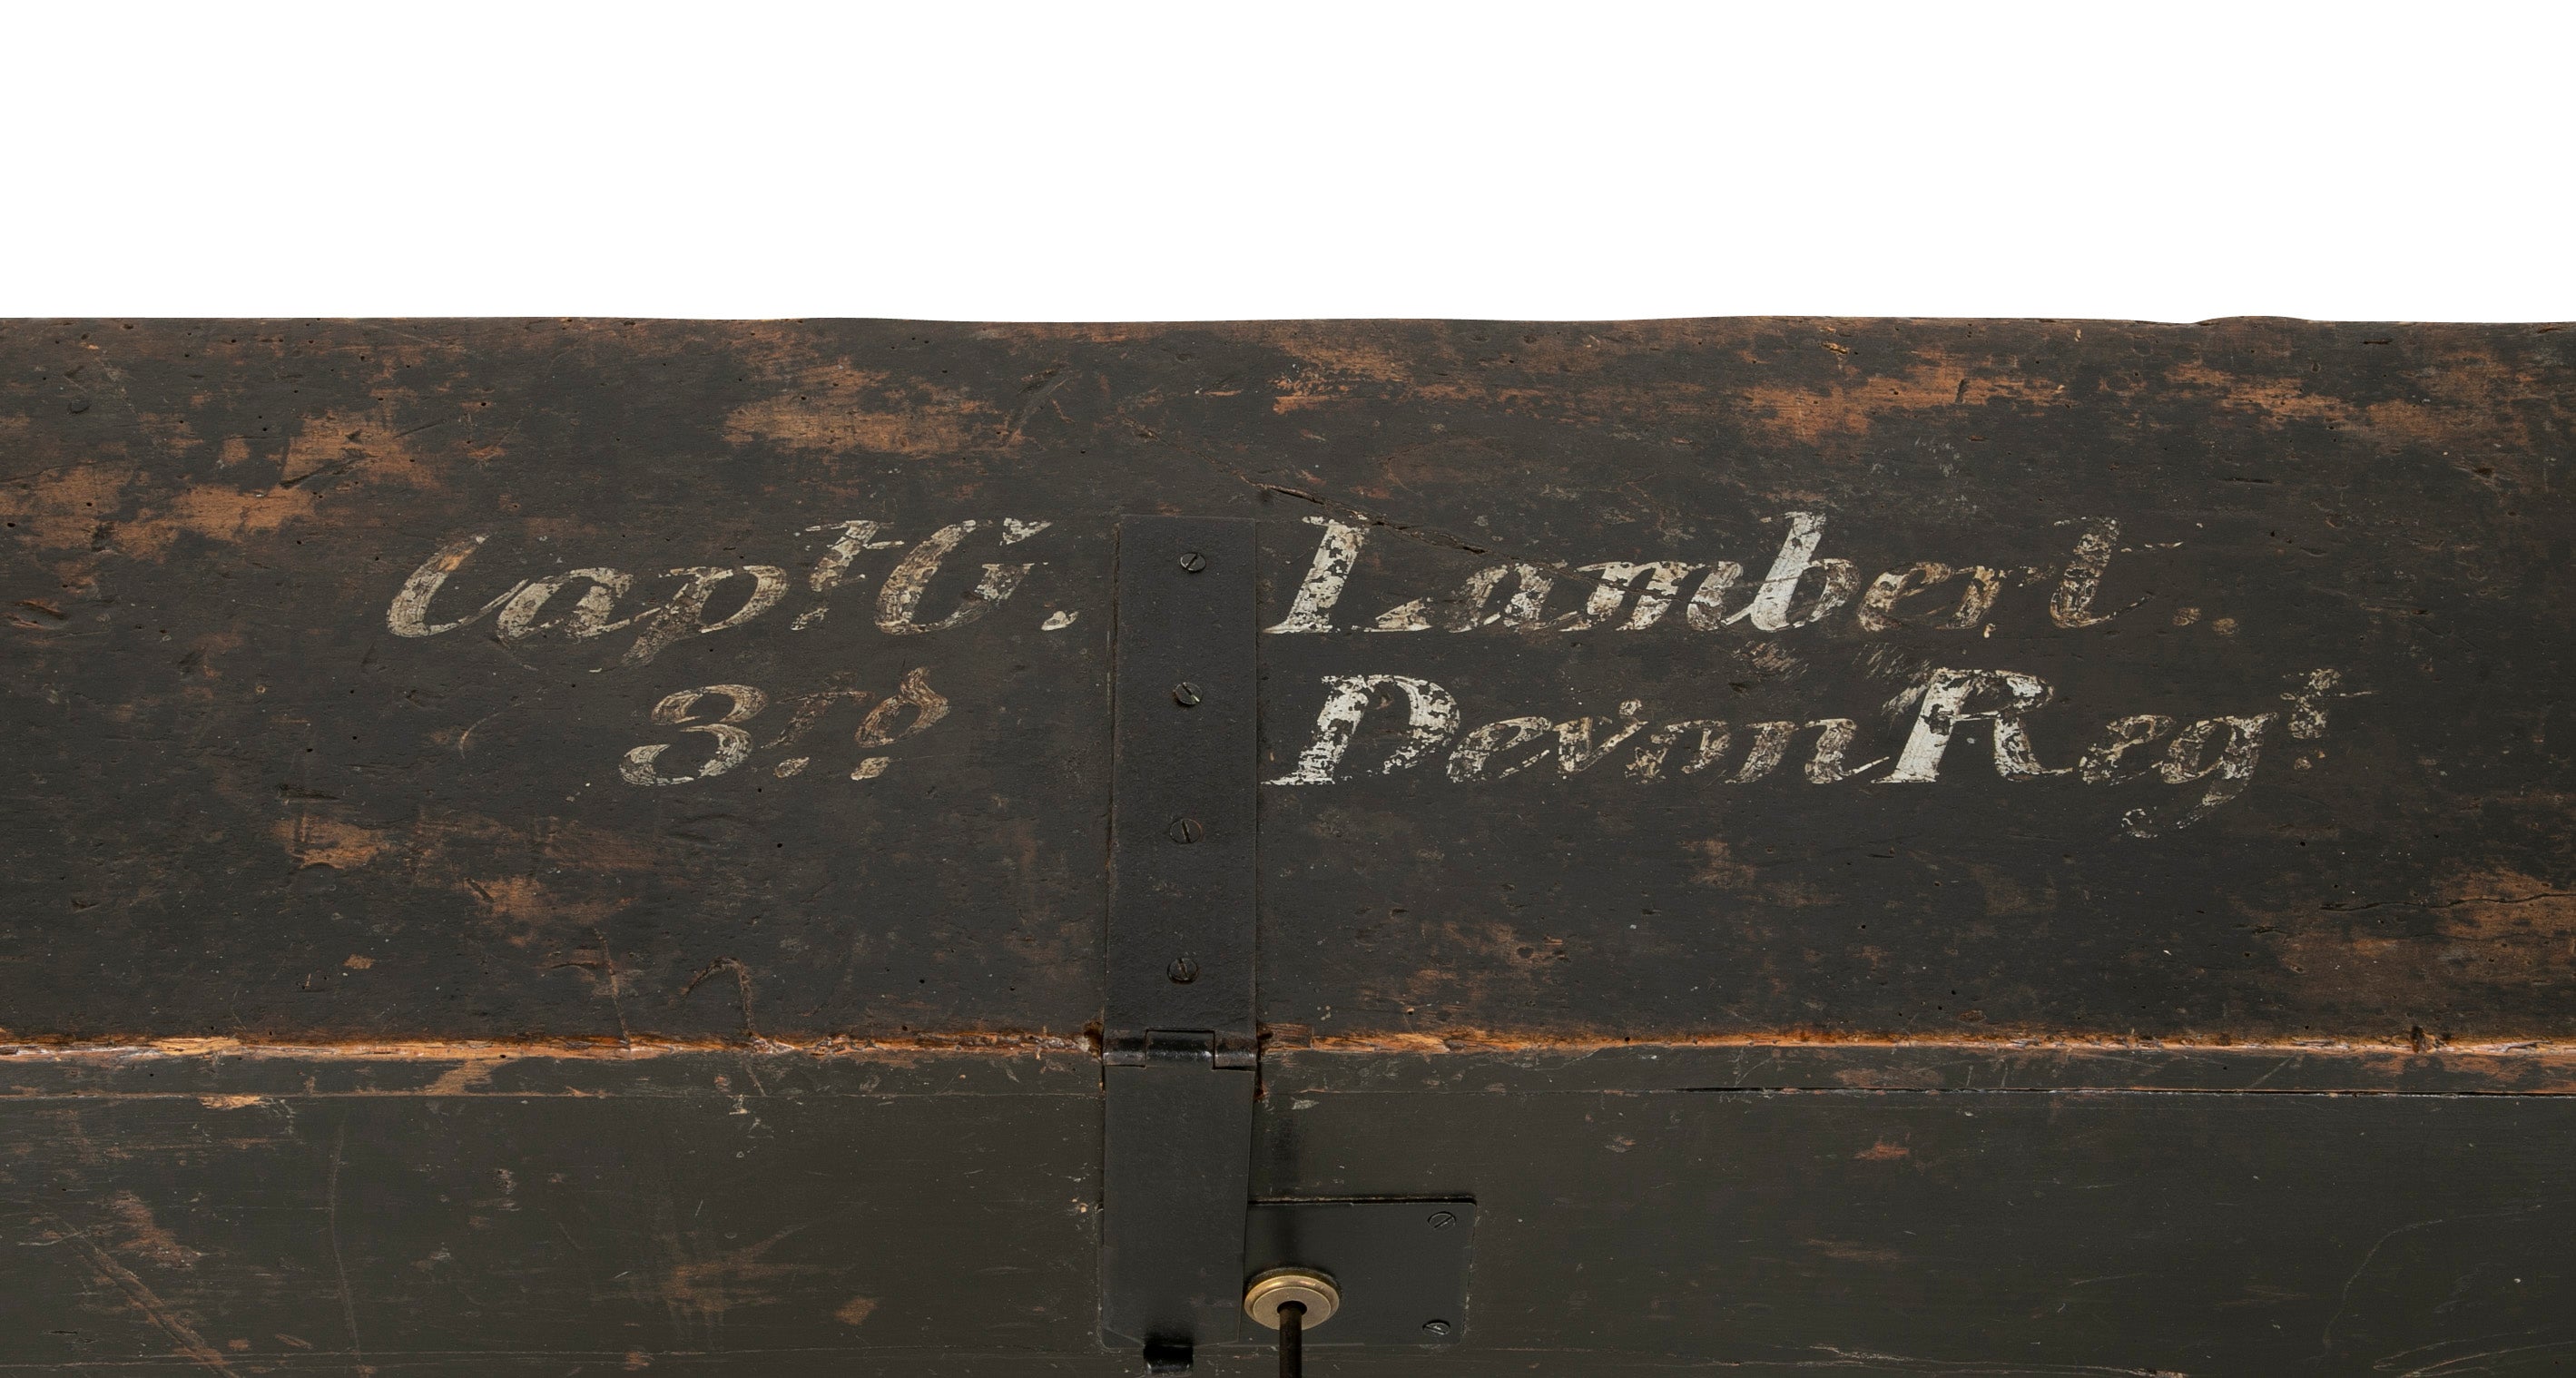 Capt G. Lambert.
3rd Devon Regt